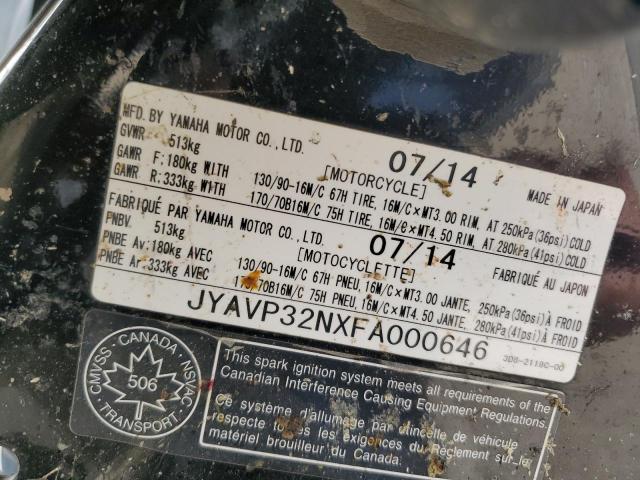 MFD. BY YAMAHA MOTOR CO., LTD. 07/14 MADE IN JAPAN
GVWR 513kg [MOTORCYCLE]
GAWR F: 180kg WITH 130/90-16M/C 67H TIRE, 16M/C×MT3.00 RIM, AT 250kPa(36psi)COLD
GAWR R: 333kg WITH 170/70B16M/C 75H TIRE, 16M/C×MT4.50 RIM, AT 280kPa(41psi)COLD
FABRIQUÉ PAR YAMAHA MOTOR CO., LTD. 07/14 FABRIQUÉ AU JAPON
PNBV. 513kg [MOTOCYCLETTE]
PNBE Av: 180kg AVEC 130/90-16M/C 67H PNEU, 16M/C×MT3.00 JANTE, 250kPa(36psi)À FROID
PNBE Ar: 333kg AVEC 170/70B16M/C 75H PNEU, 16M/C×MT4.50 JANTE, 280kPa(41psi)À FROID
JYAVP32NXFA000646
CANADA
CMVSS NSVAC
506
TRANSPORT
This spark ignition system meets all requirements of the
Canadian Interference Causing Equipment Regulations.
Ce système d'allumage par étincelle de véhicule
respecte tous les exigences du Règlement sur le
matériel brouilleur du Canada.